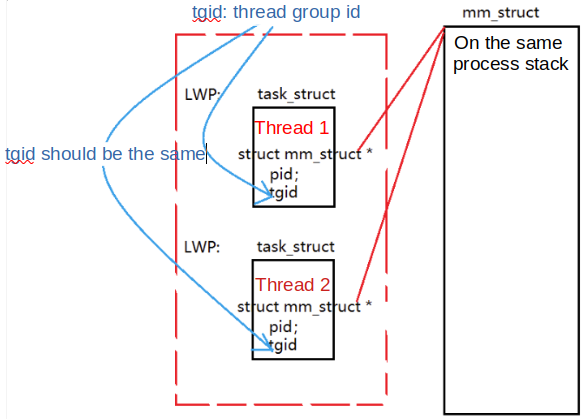 tgid: thread group id
mm_struct
On the same
process stack
LWP:
task_struct
Thread 1
struct mm_struct *
pid;
tgid
tgid should be the same
LWP:
task_struct
Thread 2
struct mm_struct *
pid;
tgid